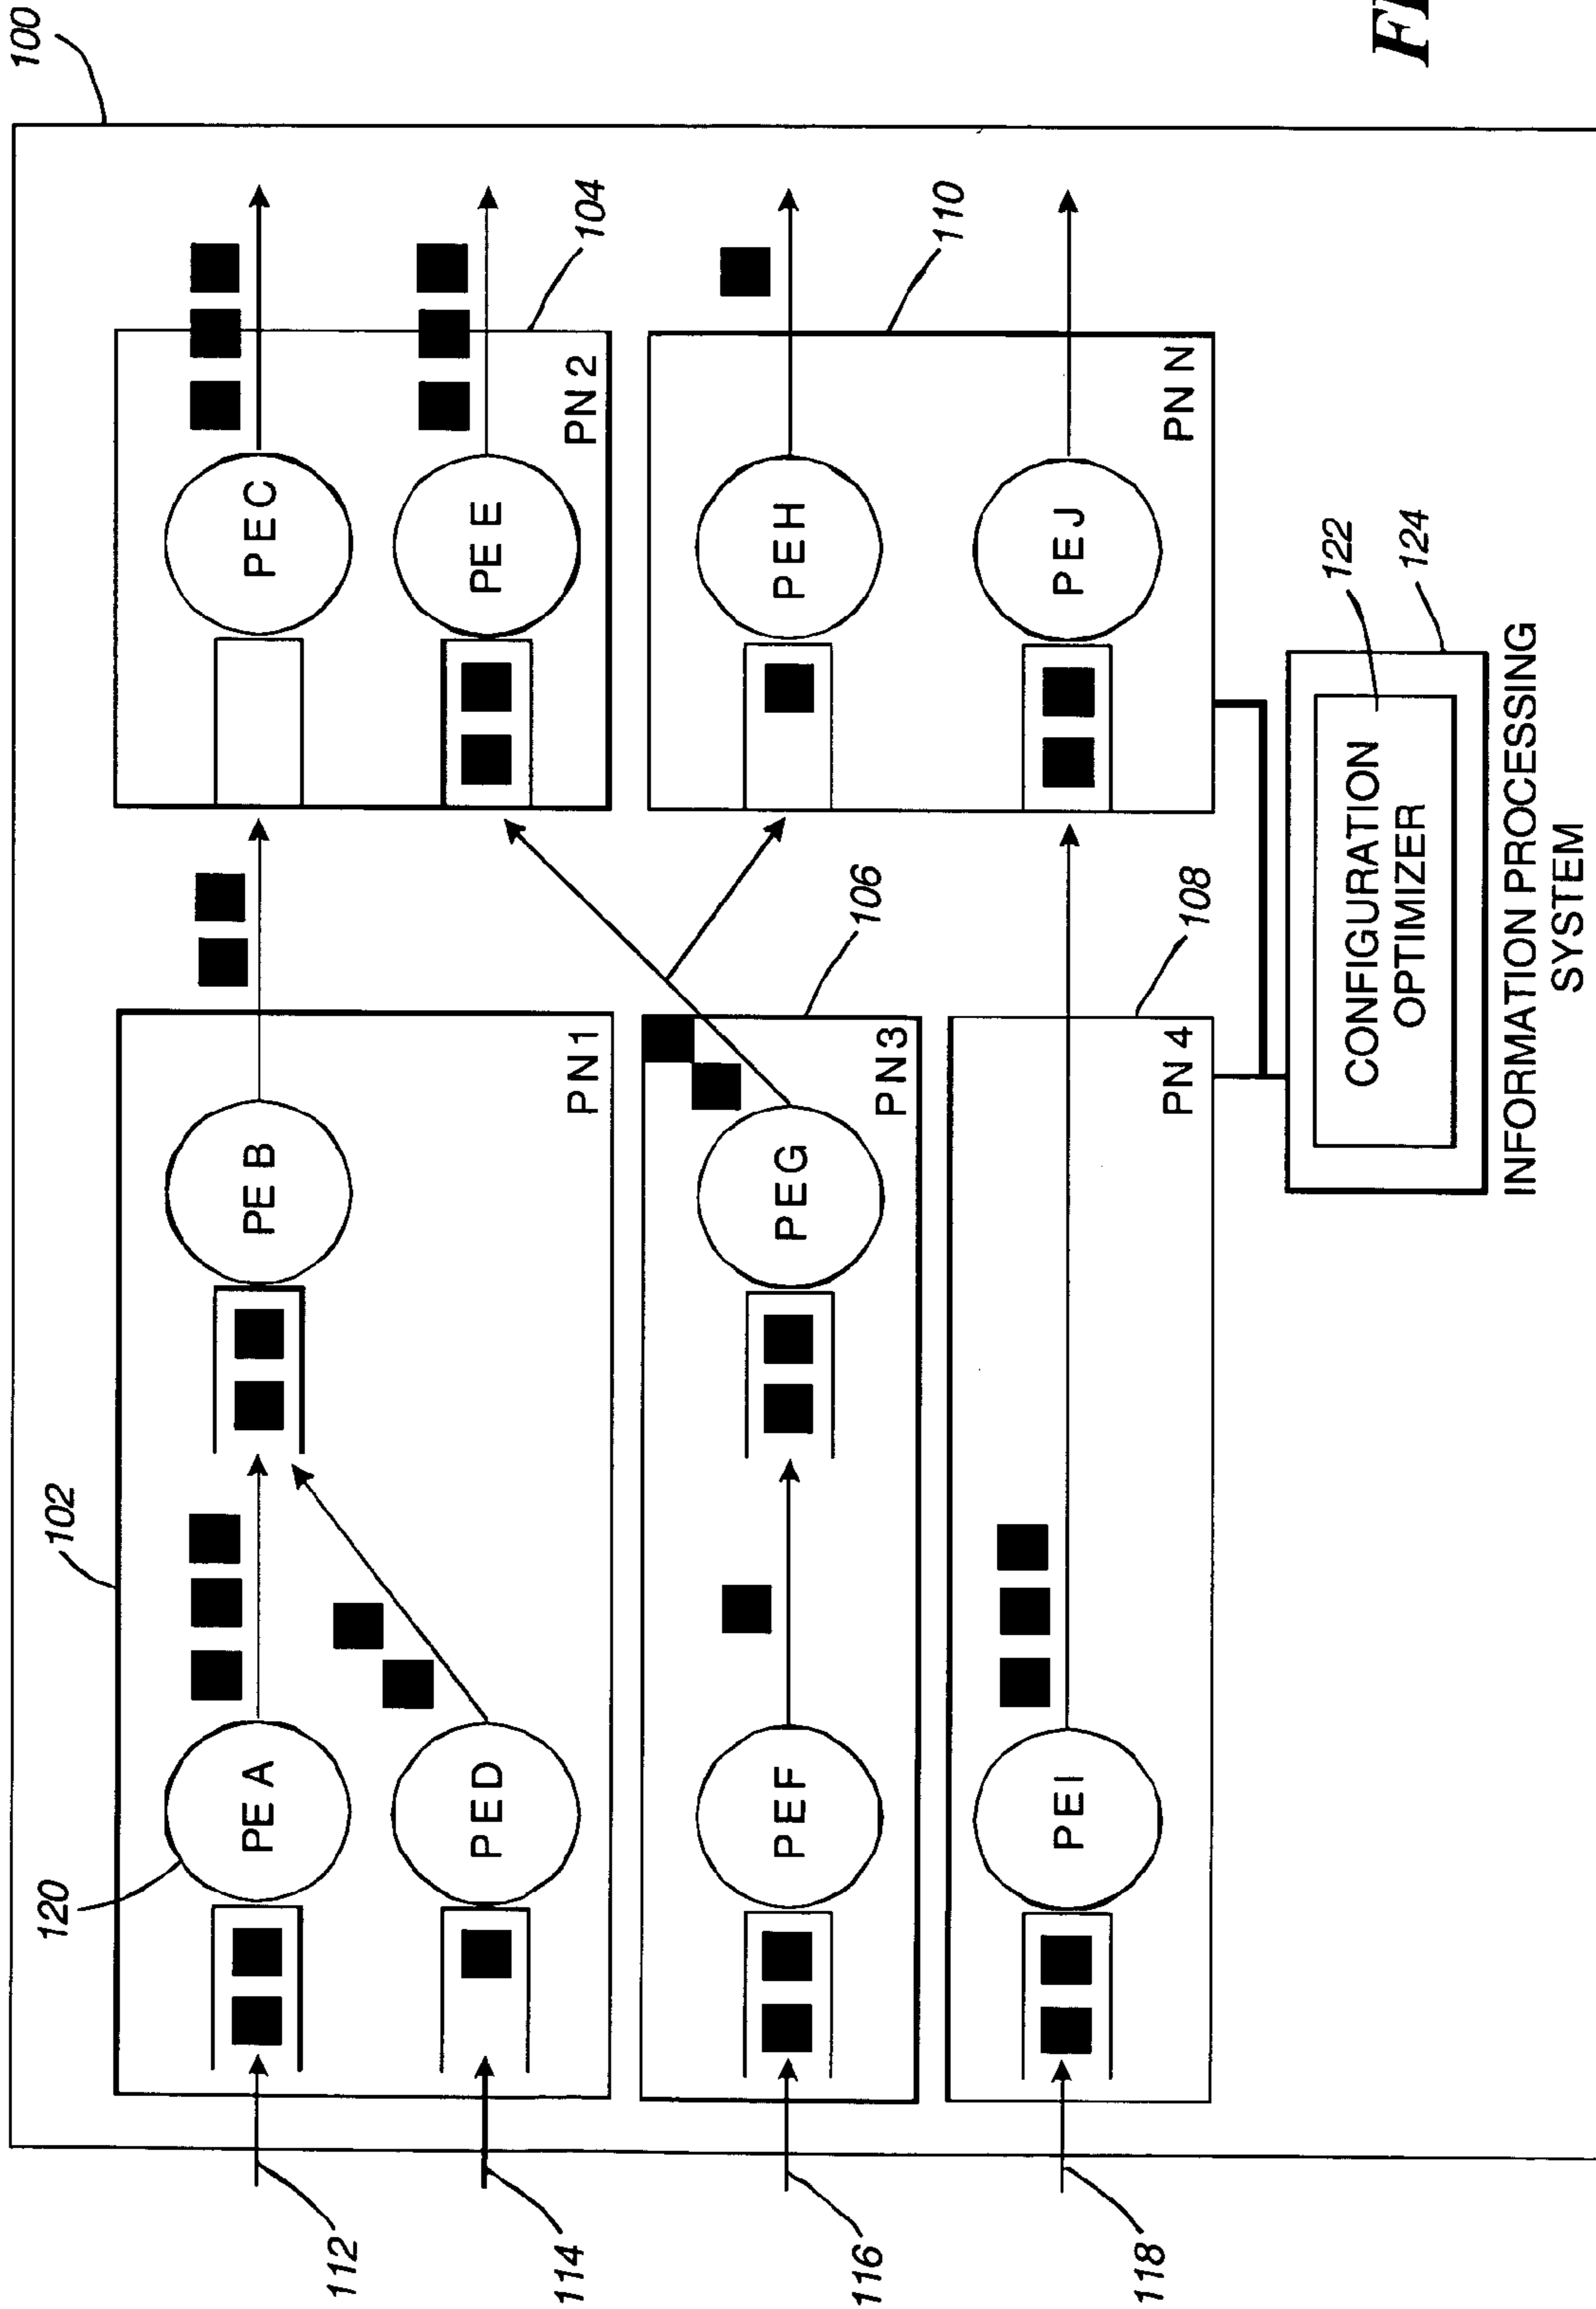 100
102
120
PE A
PE B
PE C
112
PE D
PE E
PN 1
PN 2
104
114
106
110
PE F
PE G
PE H
PN 3
116
108
PE I
PE J
118
PN 4
PN N
122
124
CONFIGURATION
OPTIMIZER
INFORMATION PROCESSING
SYSTEM